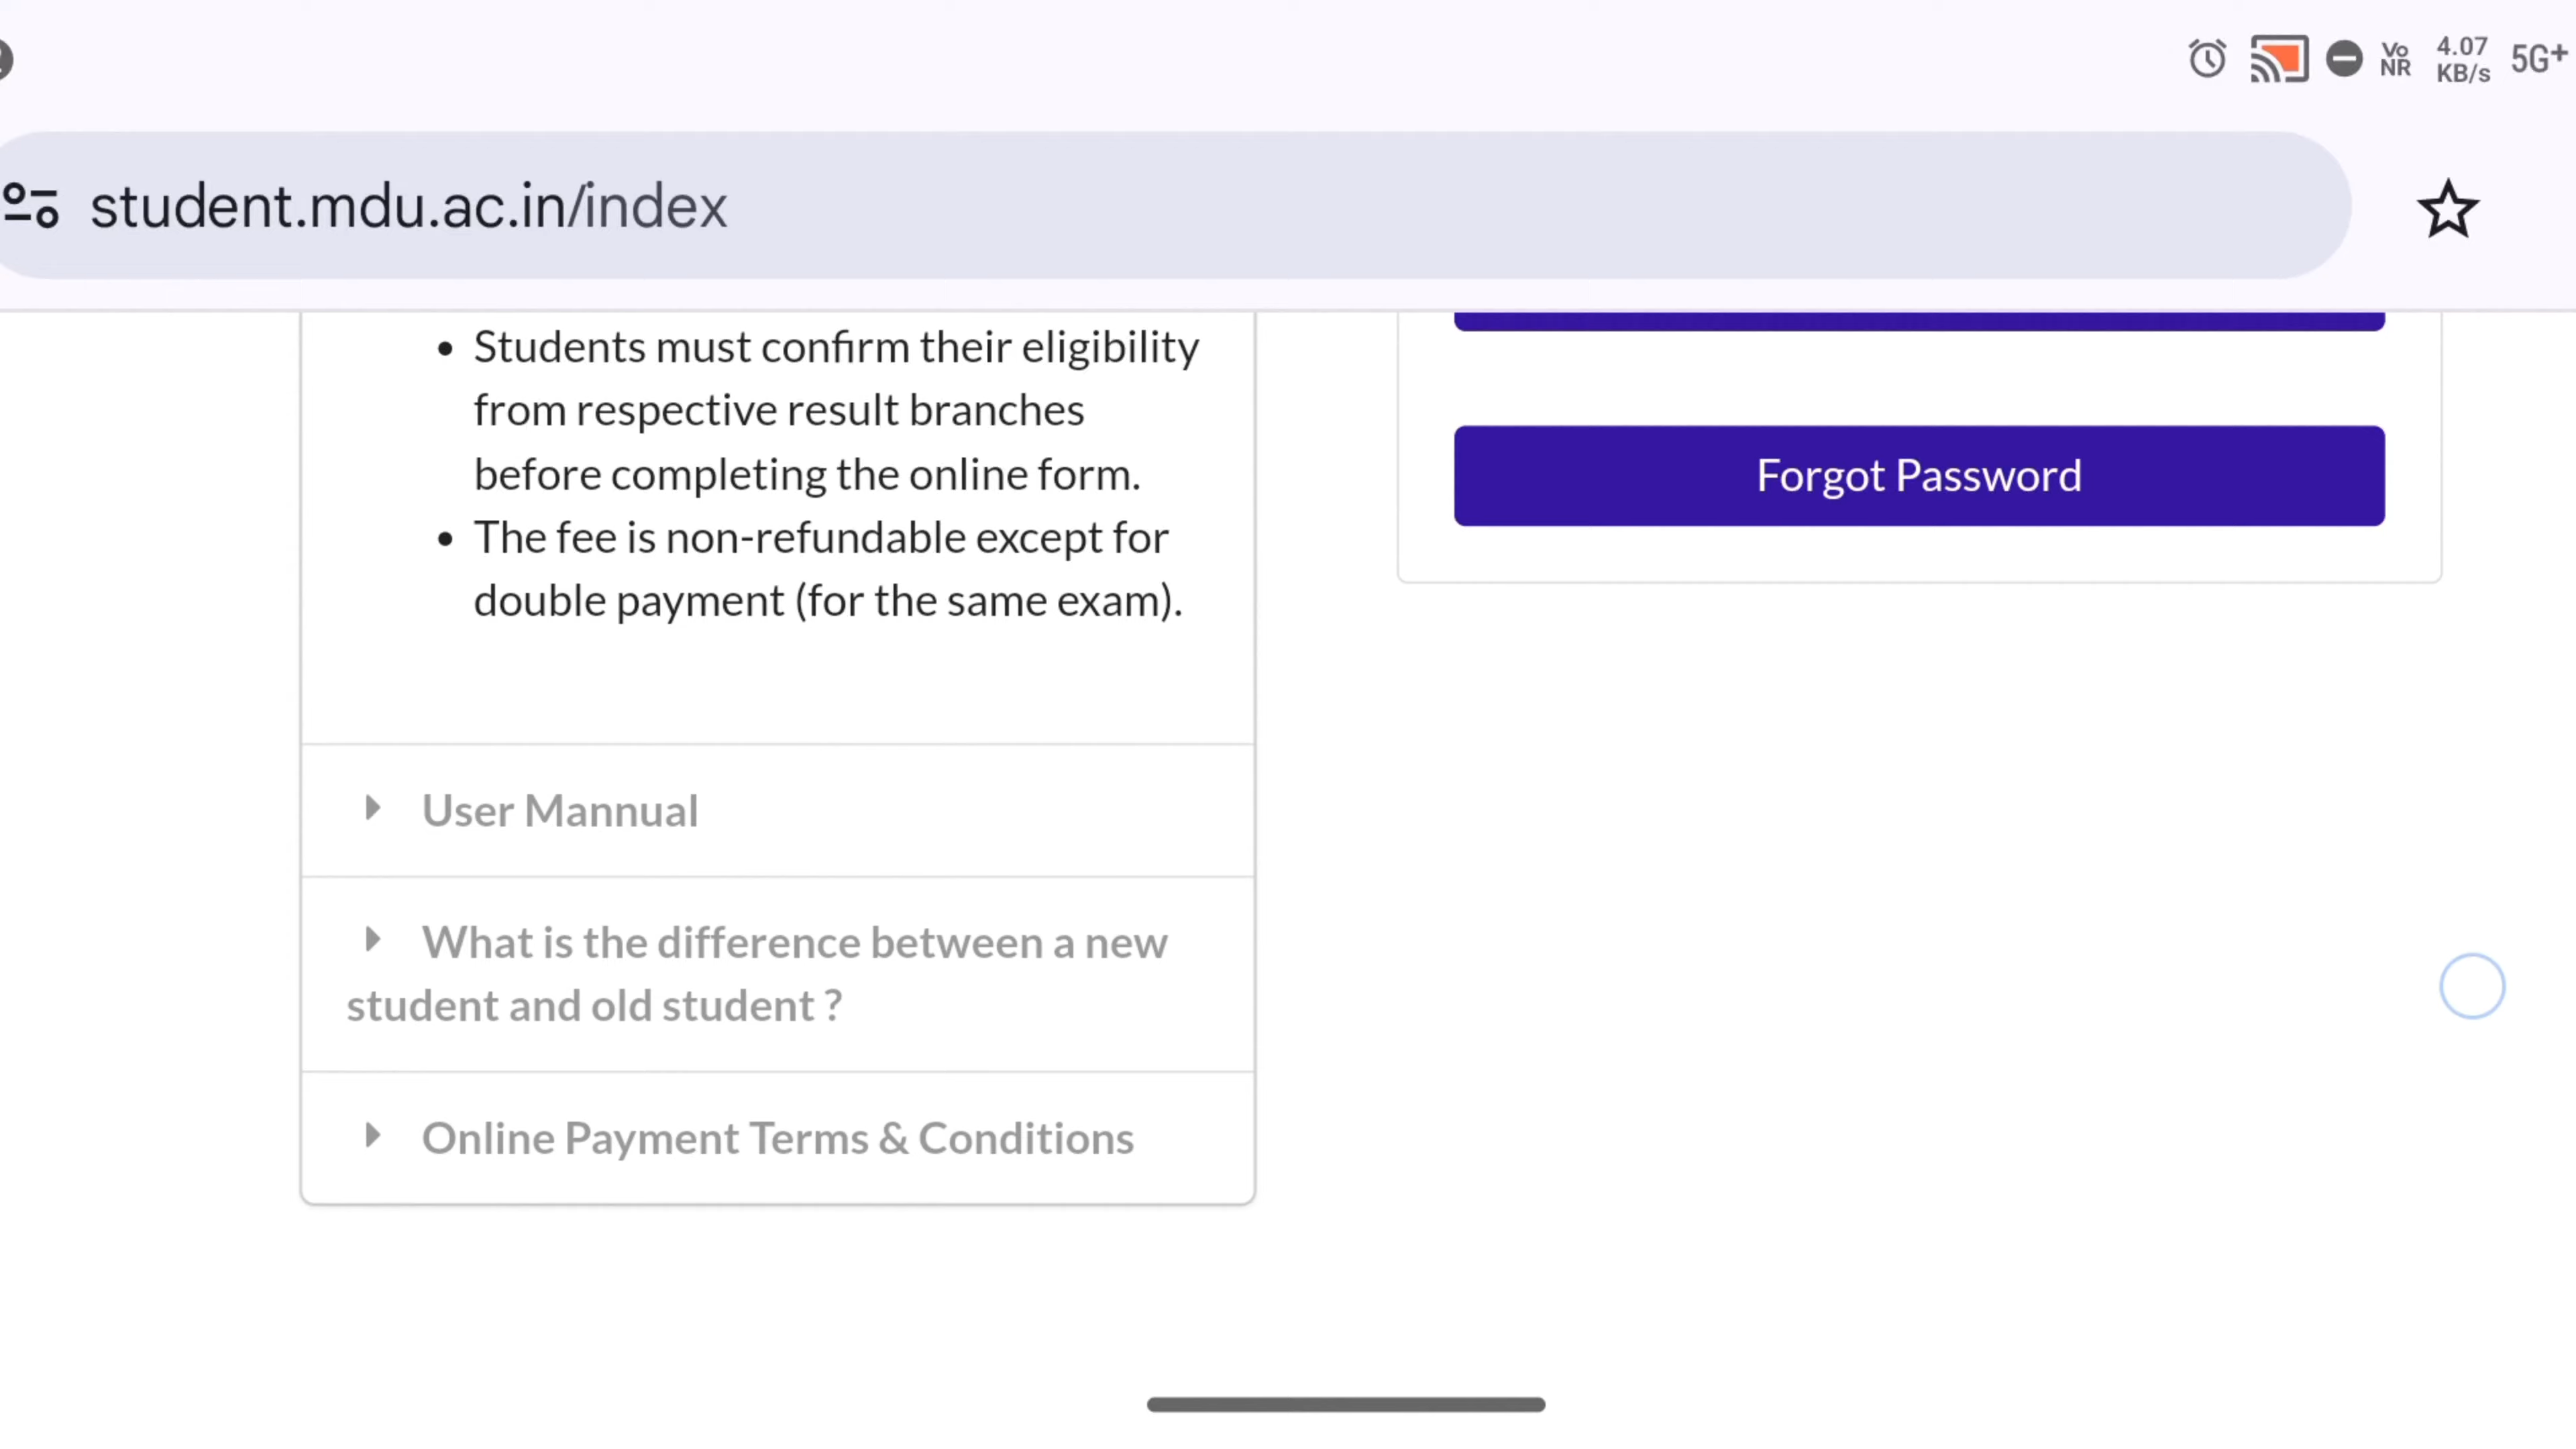 Vo
NR
4.07
KB/s
5G+
student.mdu.ac.in/index
• Students must confirm their eligibility
from respective result branches
before completing the online form.
• The fee is non-refundable except for
double payment (for the same exam).
Forgot Password
User Mannual
What is the difference between a new
student and old student ?
Online Payment Terms & Conditions